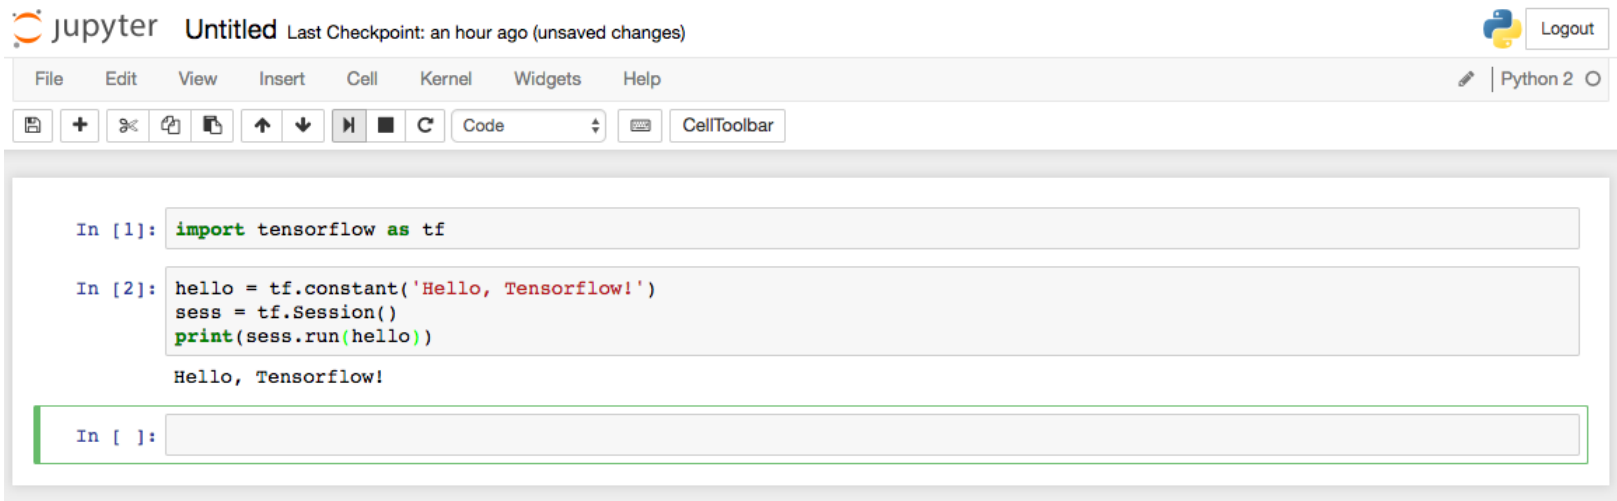 jupyter Untitled Last Checkpoint: an hour ago (unsaved changes) Logout
File Edit View Insert Cell Kernel Widgets Help Python 2
Code CellToolbar
In [1]: import tensorflow as tf
In [2]: hello = tf.constant('Hello, Tensorflow!')
sess = tf.Session()
print(sess.run(hello))
Hello, Tensorflow!
In [ ]: